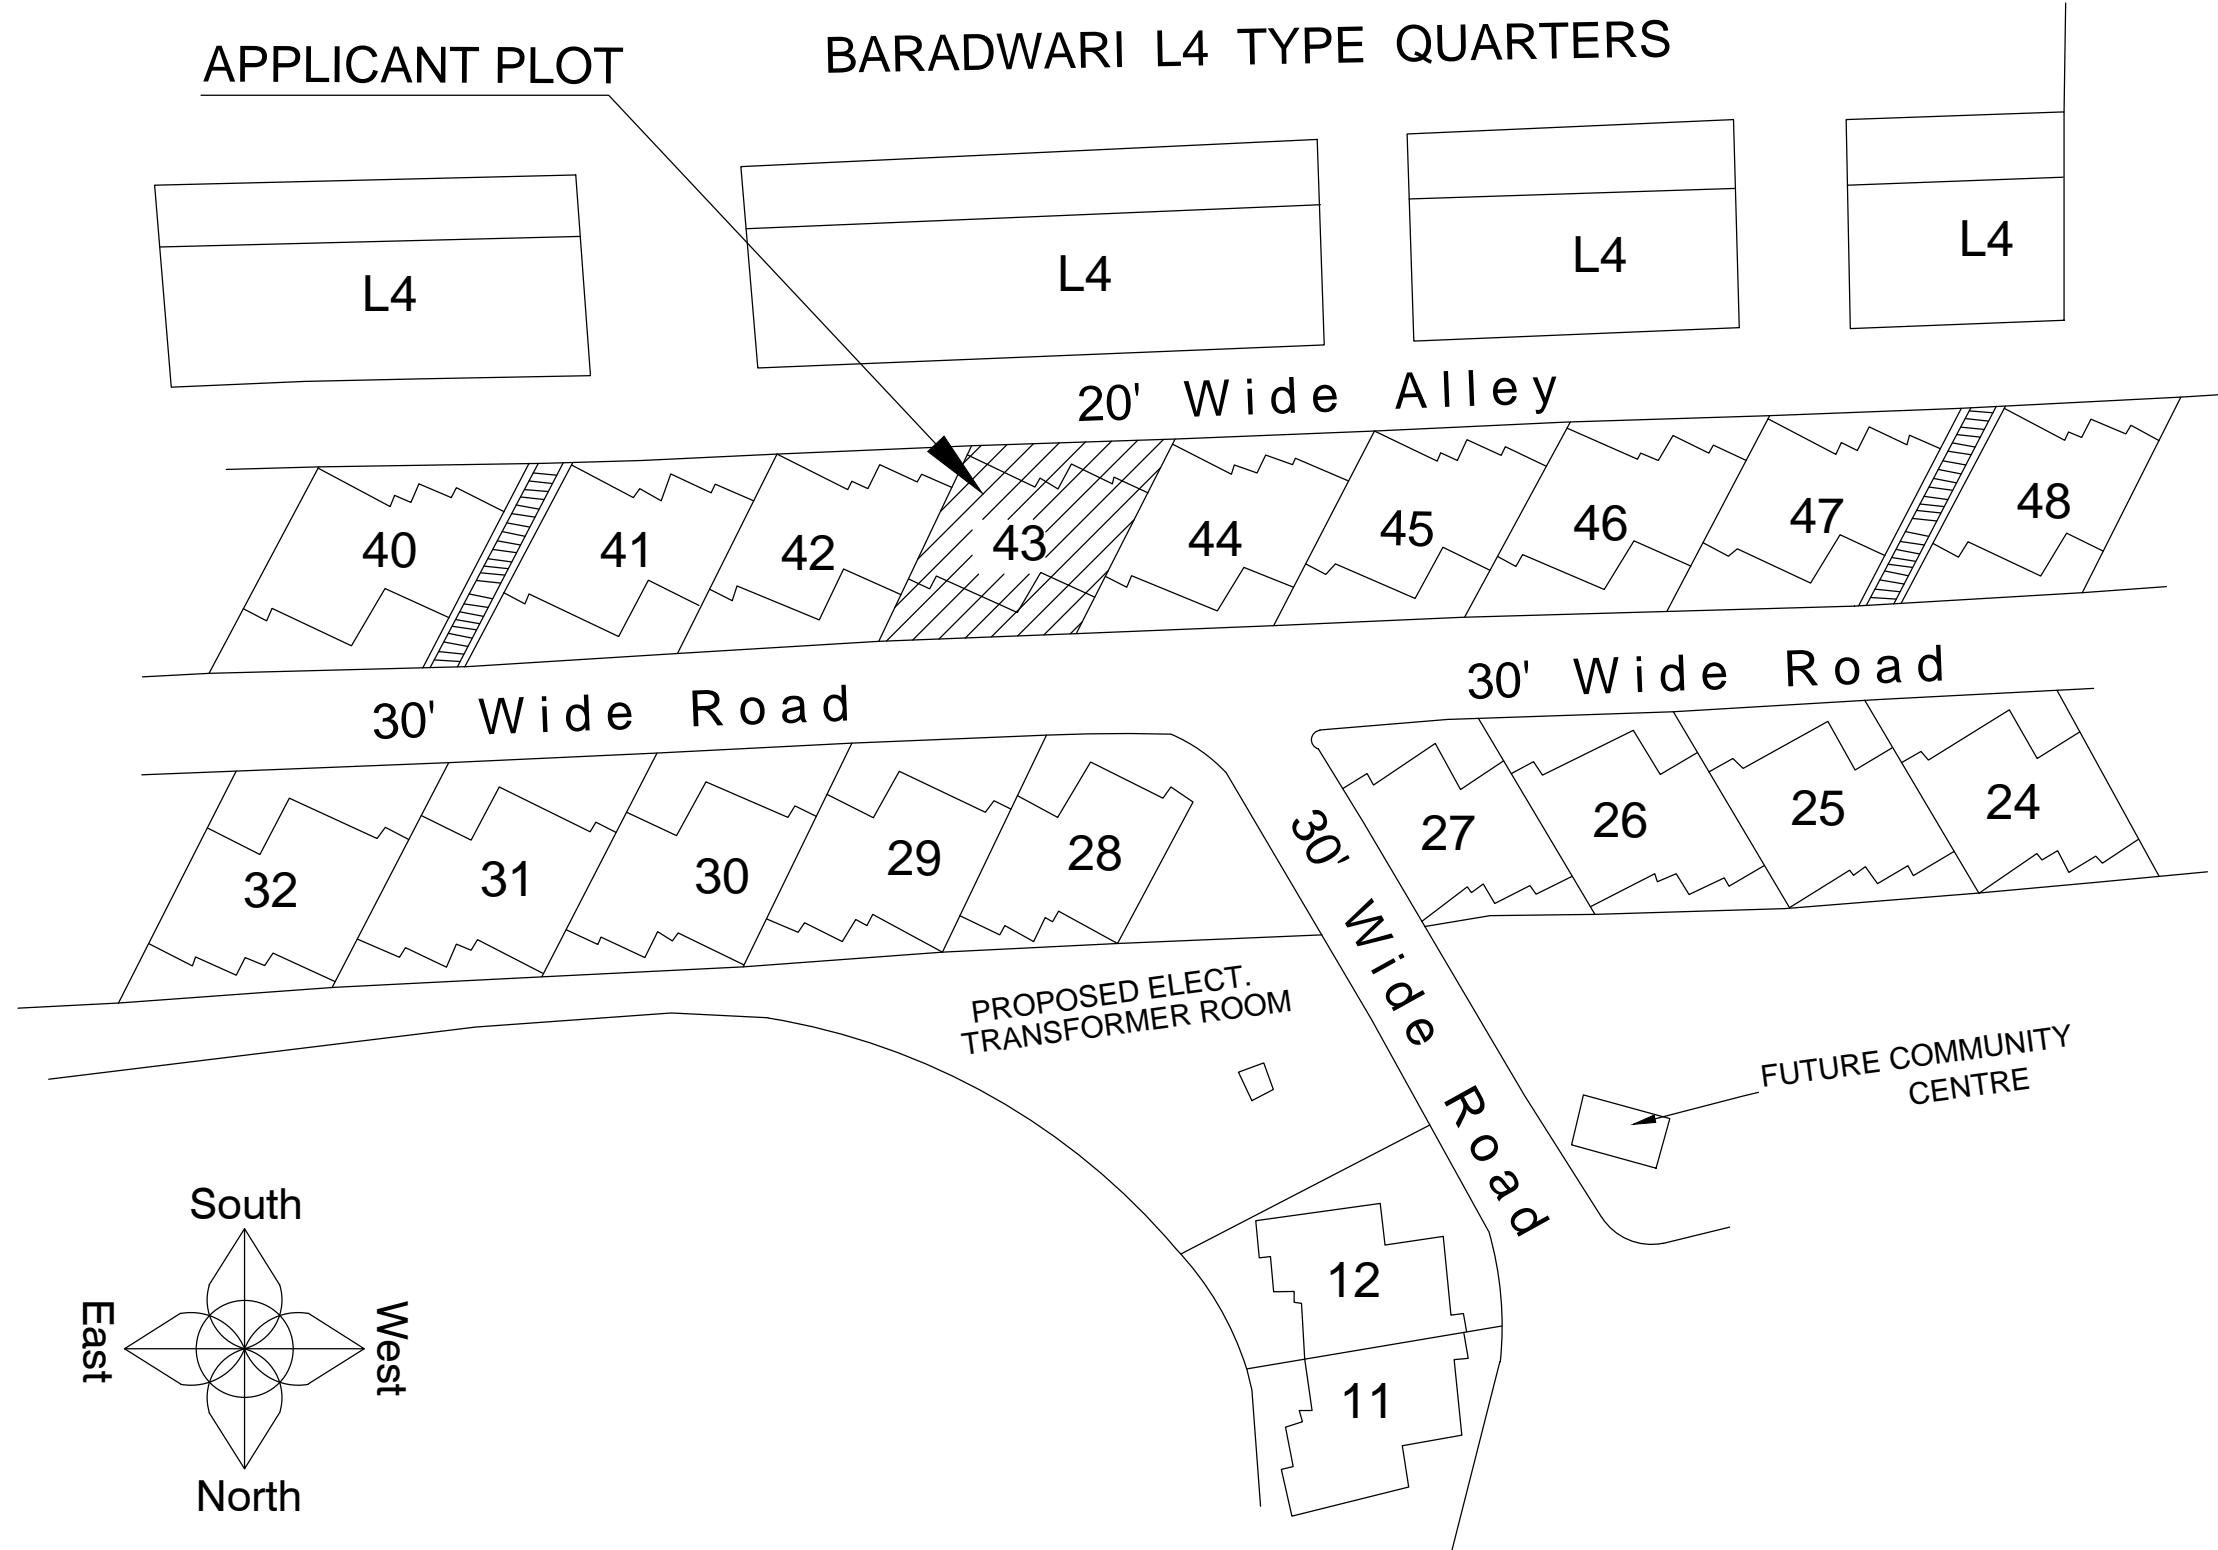 APPLICANT PLOT
BARADWARI L4 TYPE QUARTERS
L4
L4
L4
L4
20' Wide Alley
40
41
42
43
44
45
46
47
48
30' Wide Road
30' Wide Road
32
31
30
29
28
27
26
25
24
30' Wide Road
PROPOSED ELECT.
TRANSFORMER ROOM
FUTURE COMMUNITY
CENTRE
12
11
South
East
West
North